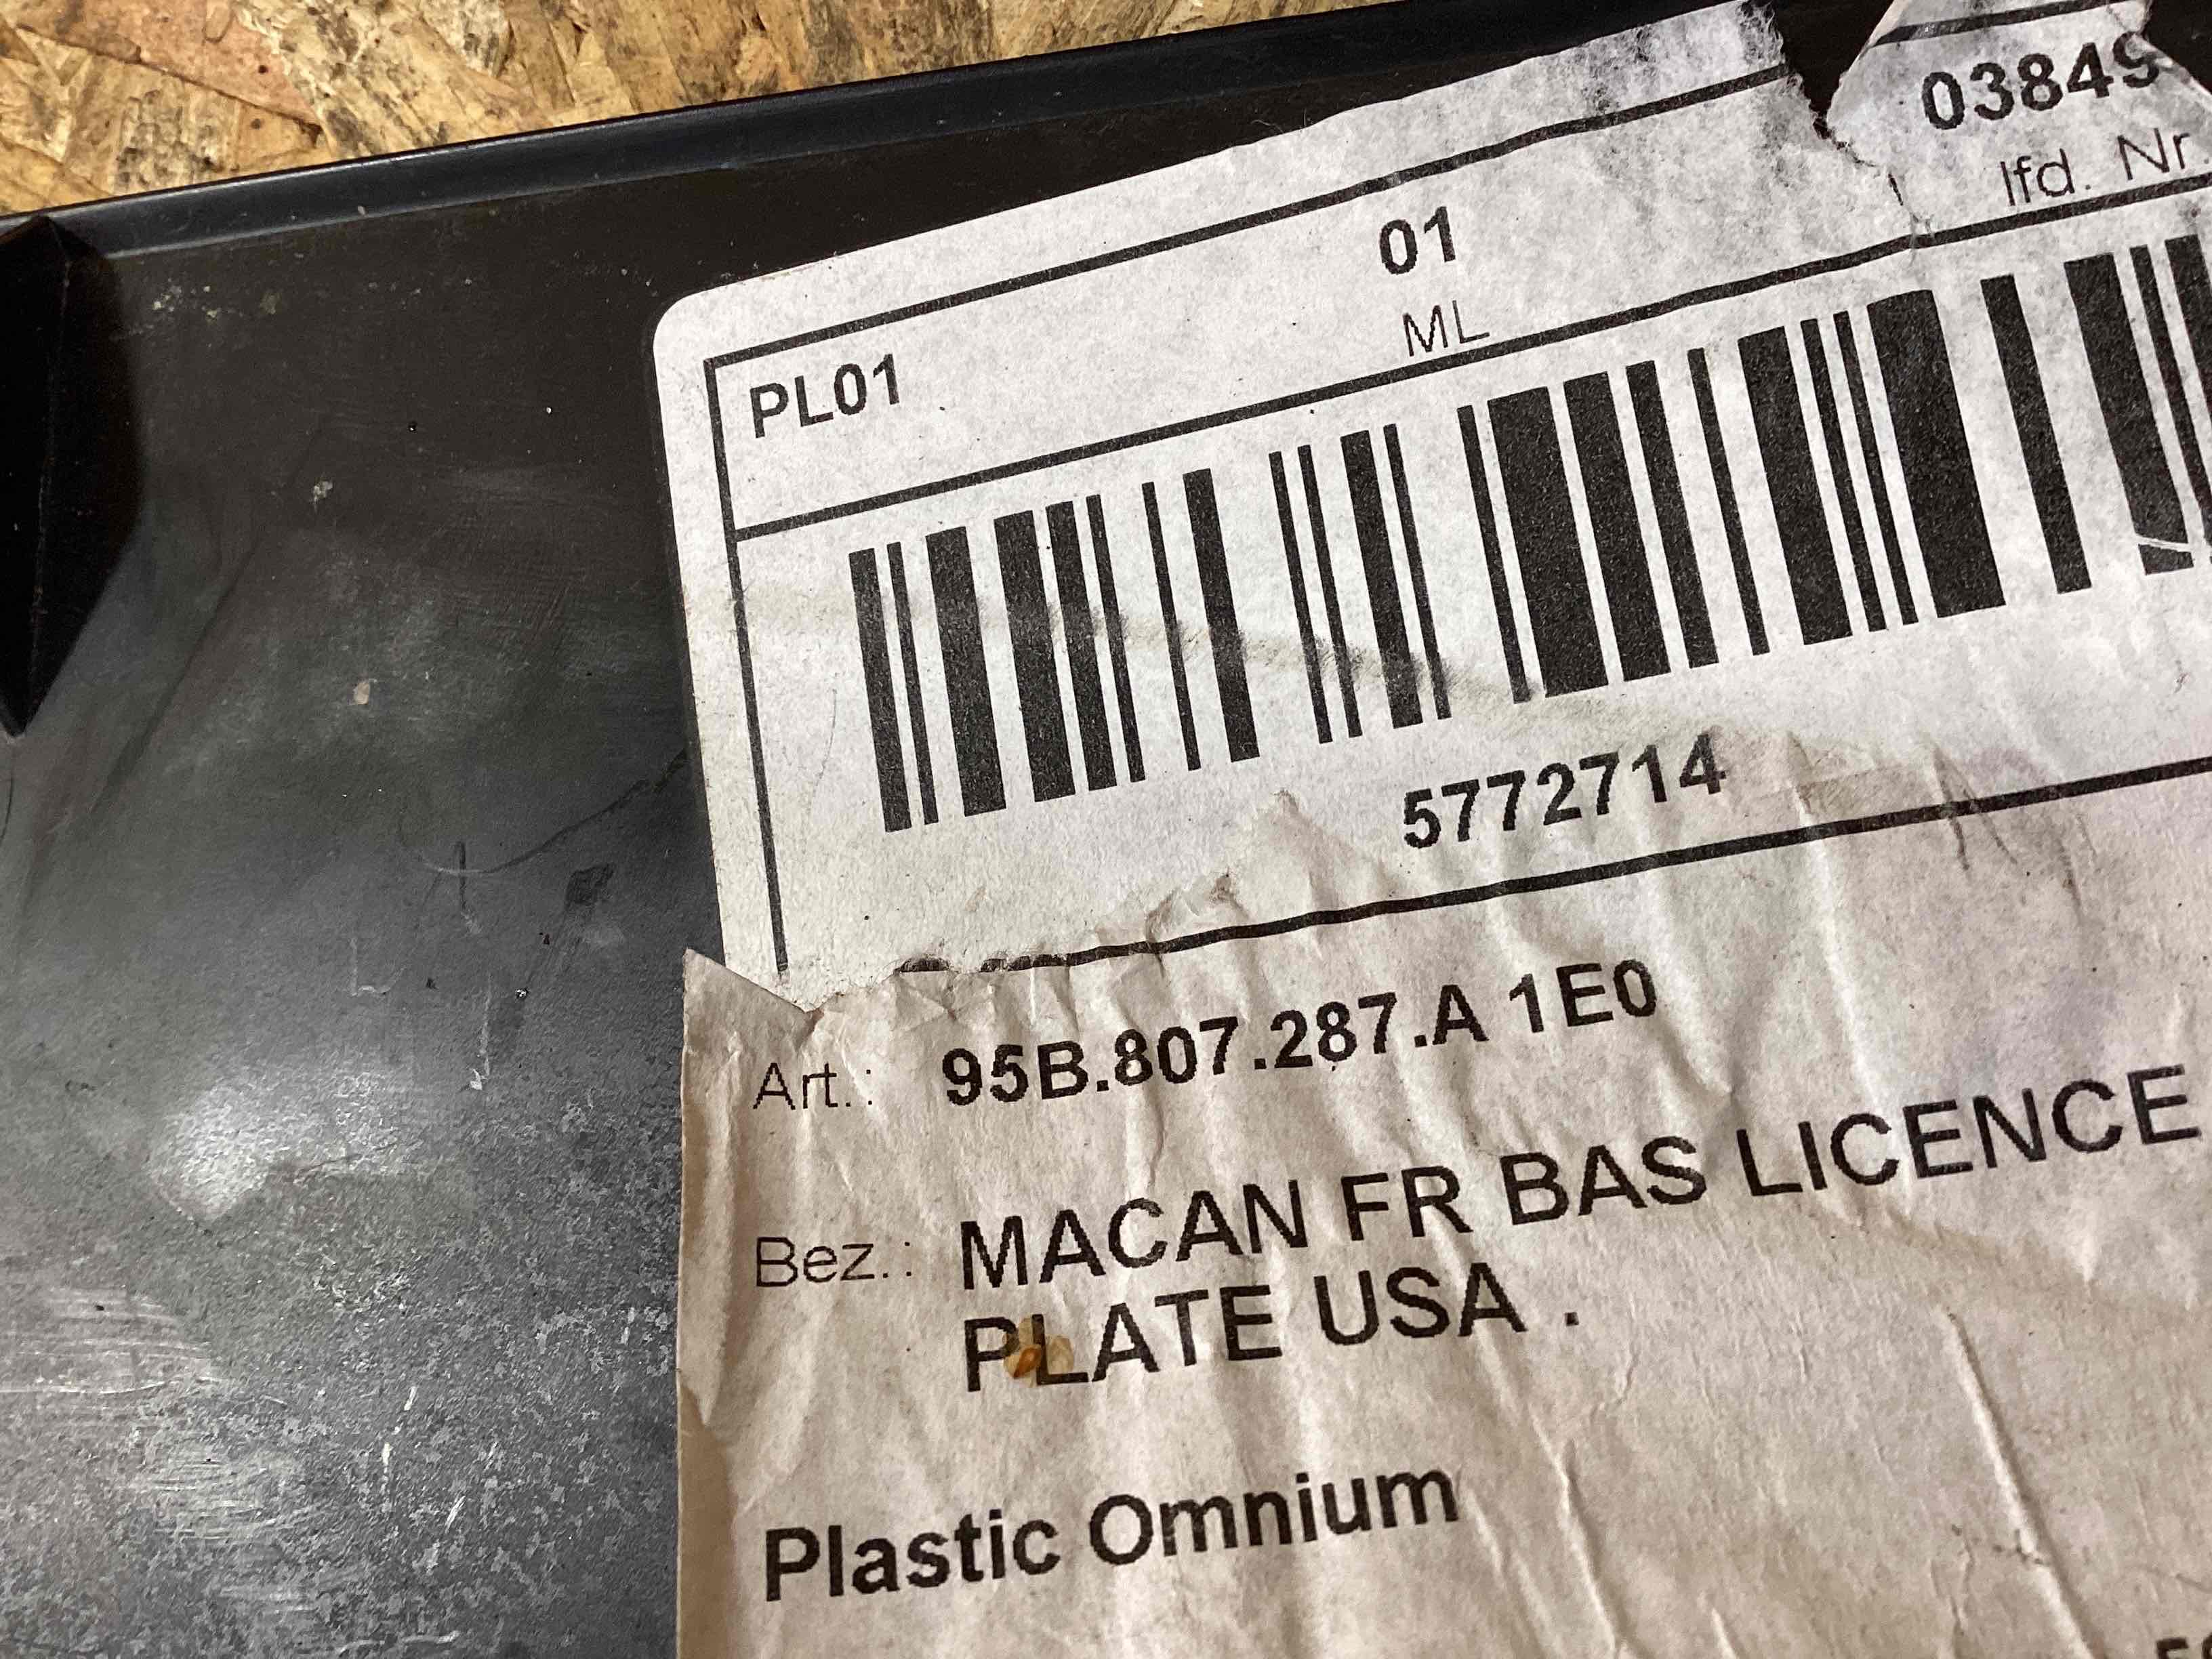 03849
lfd. Nr.
01
ML
PL01
5772714
Art.: 95B.807.287.A 1E0
Bez.: MACAN FR BAS LICENCE
PLATE USA .
Plastic Omnium